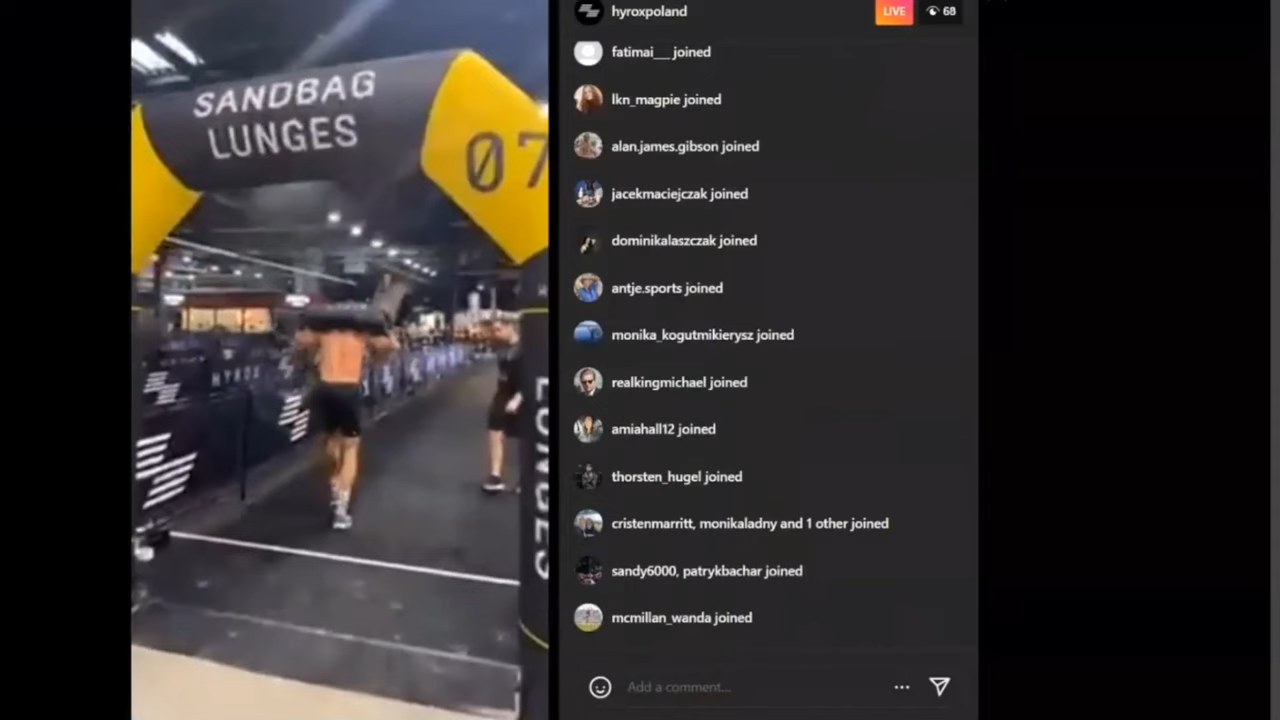 SANDBAG
LUNGES
07
HYROX
LUNGES
hyroxpoland
LIVE
68
fatimai___ joined
lkn_magpie joined
alan.james.gibson joined
jacekmaciejczak joined
dominikalaszczak joined
antje.sports joined
monika_kogutmikierysz joined
realkingmichael joined
amiahall12 joined
thorsten_hugel joined
cristenmarritt, monikaladny and 1 other joined
sandy6000, patrykbachar joined
mcmillan_wanda joined
Add a comment...